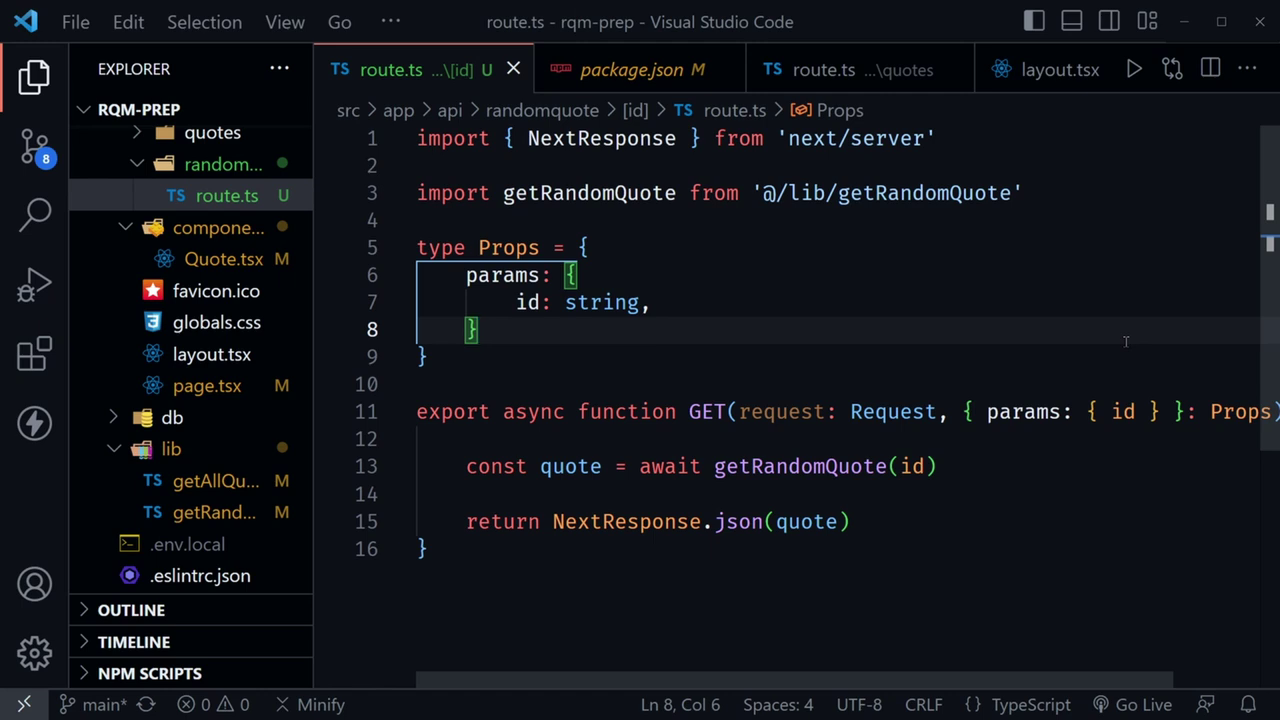 File Edit Selection View Go ··· route.ts - rqm-prep - Visual Studio Code
EXPLORER ···
RQM-PREP
quotes
random...
TS route.ts U
compone...
Quote.tsx M
favicon.ico
globals.css
layout.tsx
page.tsx M
db
lib
TS getAllQu... M
TS getRand... M
.env.local
.eslintrc.json
OUTLINE
TIMELINE
NPM SCRIPTS
8
TS route.ts ...\[id] U package.json M TS route.ts ...\quotes layout.tsx ···
src > app > api > randomquote > [id] > TS route.ts > Props
1 import { NextResponse } from 'next/server'
2
3 import getRandomQuote from '@/lib/getRandomQuote'
4
5 type Props = {
6 params: {
7 id: string,
8 }
9 }
10
11 export async function GET(request: Request, { params: { id } }: Props)
12
13 const quote = await getRandomQuote(id)
14
15 return NextResponse.json(quote)
16 }
main* 0 0 Minify Ln 8, Col 6 Spaces: 4 UTF-8 CRLF {} TypeScript Go Live